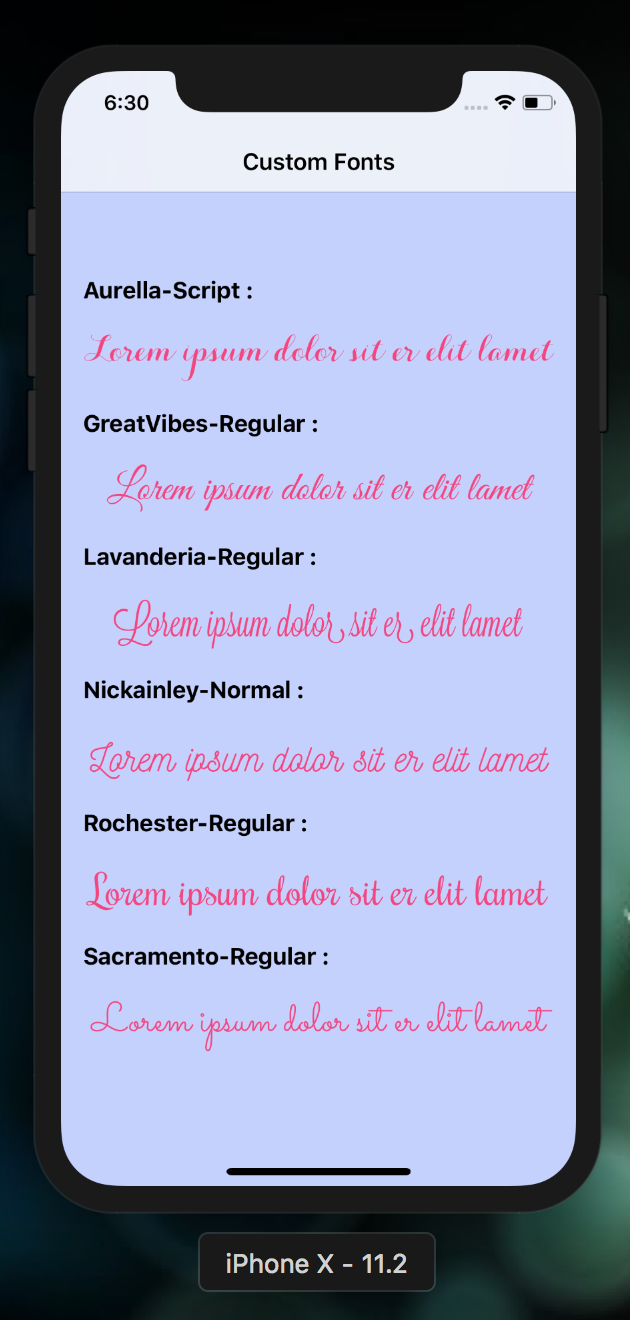 6:30
Custom Fonts
Aurella-Script :
Lorem ipsum dolor sit er elit lamet
GreatVibes-Regular :
Lorem ipsum dolor sit er elit lamet
Lavanderia-Regular :
Lorem ipsum dolor sit er elit lamet
Nickainley-Normal :
Lorem ipsum dolor sit er elit lamet
Rochester-Regular :
Lorem ipsum dolor sit er elit lamet
Sacramento-Regular :
Lorem ipsum dolor sit er elit lamet
iPhone X - 11.2